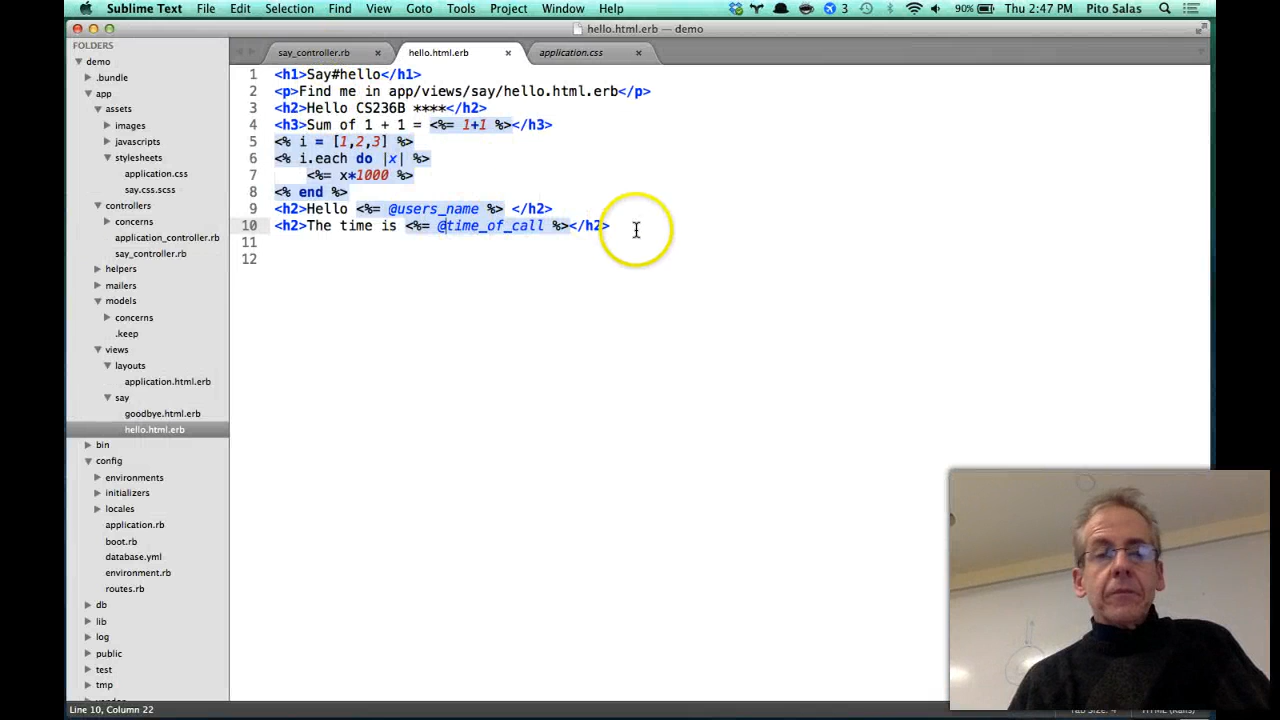 Sublime Text File Edit Selection Find View Goto Tools Project Window Help 3 90% Thu 2:47 PM Pito Salas
hello.html.erb — demo
FOLDERS
demo
.bundle
app
assets
images
javascripts
stylesheets
application.css
say.css.scss
controllers
concerns
application_controller.rb
say_controller.rb
helpers
mailers
models
concerns
.keep
views
layouts
application.html.erb
say
goodbye.html.erb
hello.html.erb
bin
config
environments
initializers
locales
application.rb
boot.rb
database.yml
environment.rb
routes.rb
db
lib
log
public
test
tmp
say_controller.rb hello.html.erb application.css
1 <h1>Say#hello</h1>
2 <p>Find me in app/views/say/hello.html.erb</p>
3 <h2>Hello CS236B ****</h2>
4 <h3>Sum of 1 + 1 = <%= 1+1 %></h3>
5 <% i = [1,2,3] %>
6 <% i.each do |x| %>
7 <%= x*1000 %>
8 <% end %>
9 <h2>Hello <%= @users_name %> </h2>
10 <h2>The time is <%= @time_of_call %></h2>
11
12
Line 10, Column 22